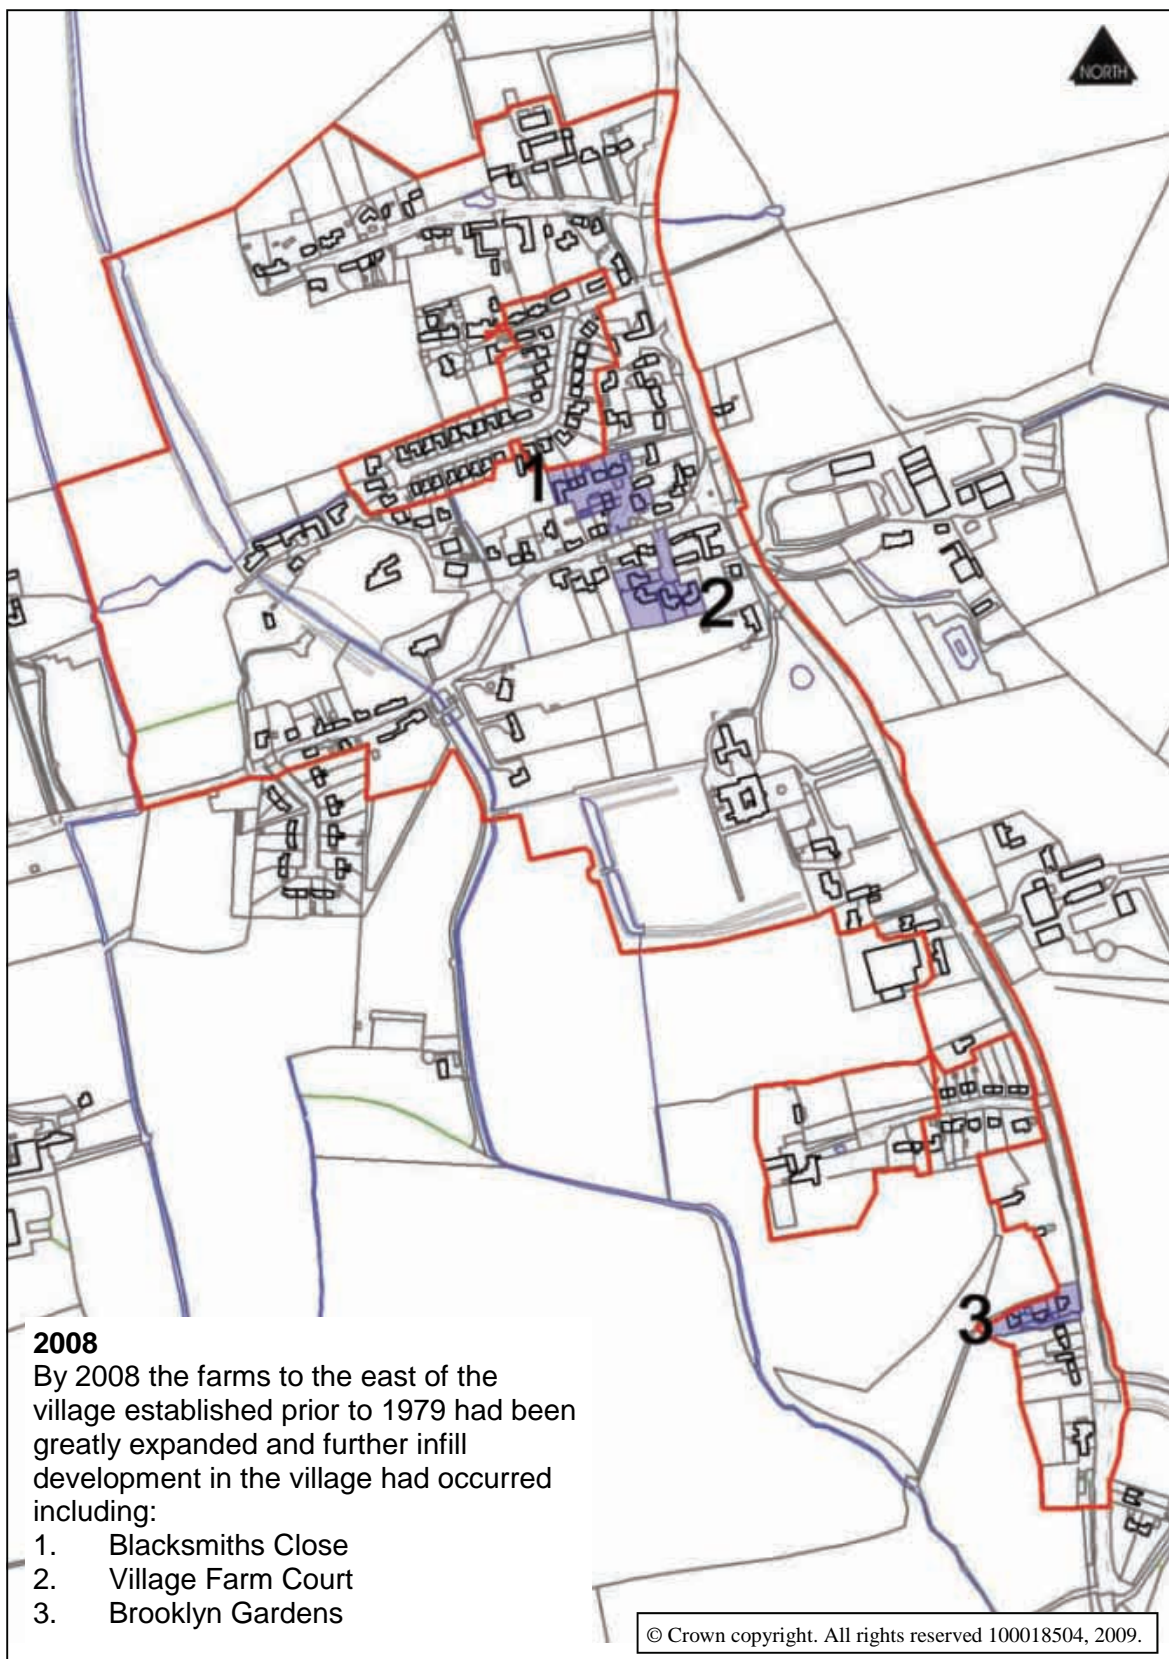 NORTH
1
2
3
2008
By 2008 the farms to the east of the
village established prior to 1979 had been
greatly expanded and further infill
development in the village had occurred
including:
1. Blacksmiths Close
2. Village Farm Court
3. Brooklyn Gardens
© Crown copyright. All rights reserved 100018504, 2009.